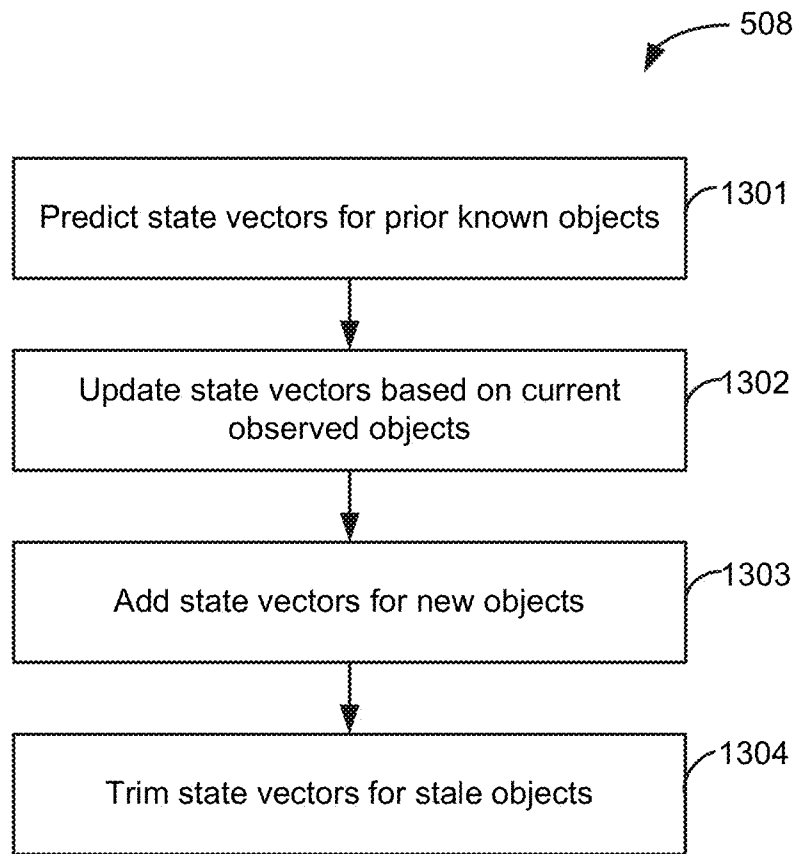 508
Predict state vectors for prior known objects
1301
Update state vectors based on current
observed objects
1302
Add state vectors for new objects
1303
Trim state vectors for stale objects
1304